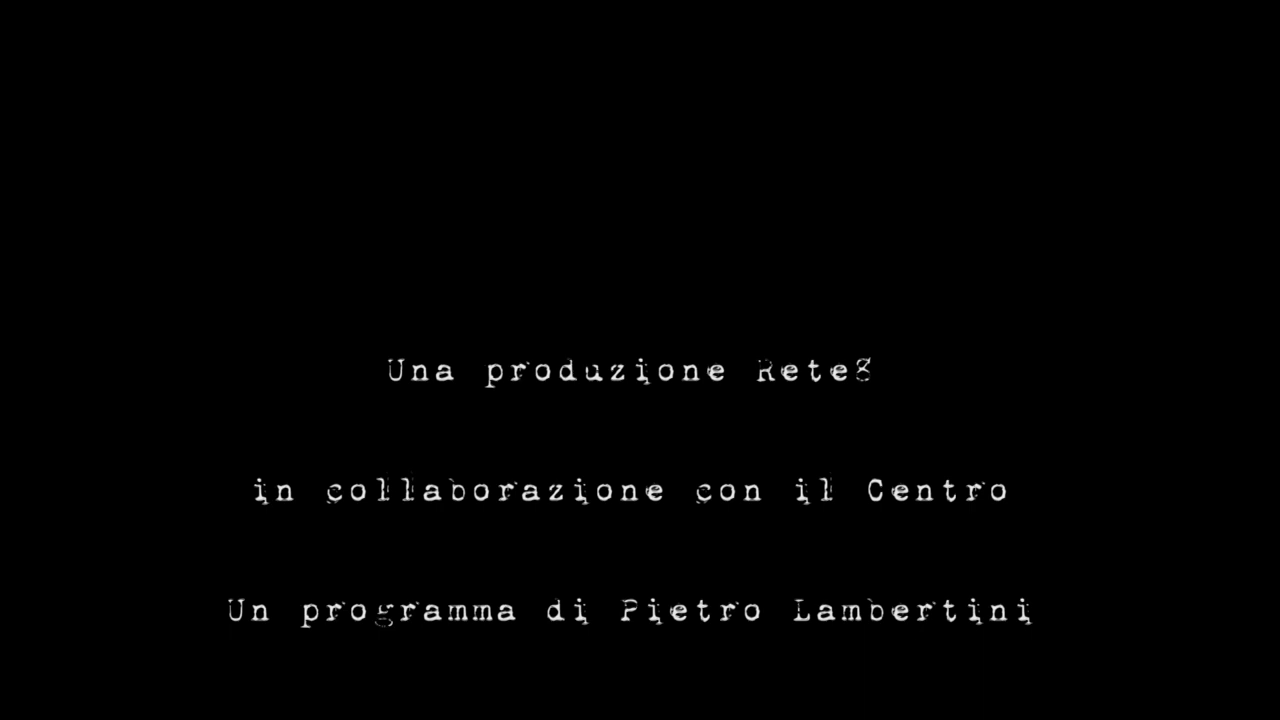 Una produzione Rete8
in collaborazione con il Centro
Un programma di Pietro Lambertini